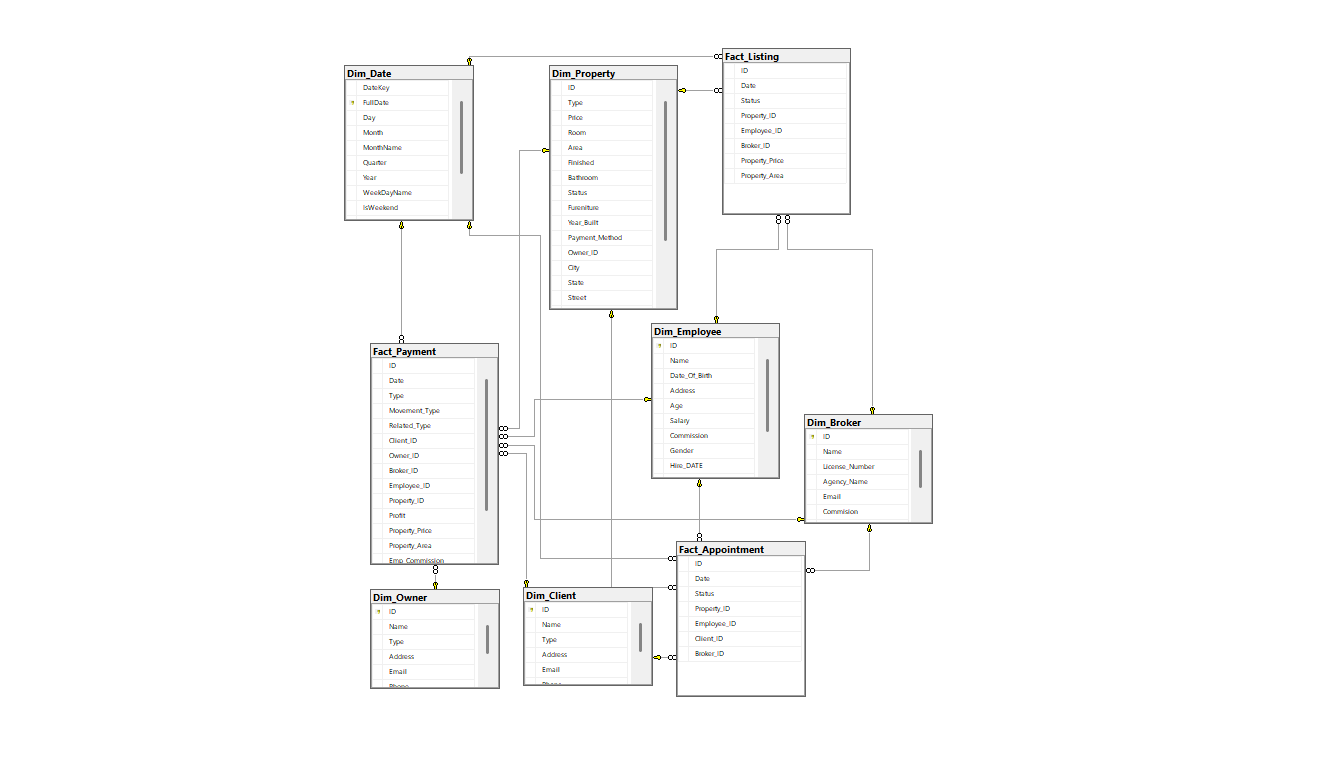 Dim_Date
DateKey
FullDate
Day
Month
MonthName
Quarter
Year
WeekDayName
IsWeekend
Dim_Property
ID
Type
Price
Room
Area
Finished
Bathroom
Status
Fureniture
Year_Built
Payment_Method
Owner_ID
City
State
Street
Fact_Listing
ID
Date
Status
Property_ID
Employee_ID
Broker_ID
Property_Price
Property_Area
Fact_Payment
ID
Date
Type
Movement_Type
Related_Type
Client_ID
Owner_ID
Broker_ID
Employee_ID
Property_ID
Profit
Property_Price
Property_Area
Emp_Commission
Dim_Employee
ID
Name
Date_Of_Birth
Address
Age
Salary
Commission
Gender
Hire_DATE
Dim_Broker
ID
Name
License_Number
Agency_Name
Email
Commision
Dim_Owner
ID
Name
Type
Address
Email
Phone
Dim_Client
ID
Name
Type
Address
Email
Phone
Fact_Appointment
ID
Date
Status
Property_ID
Employee_ID
Client_ID
Broker_ID